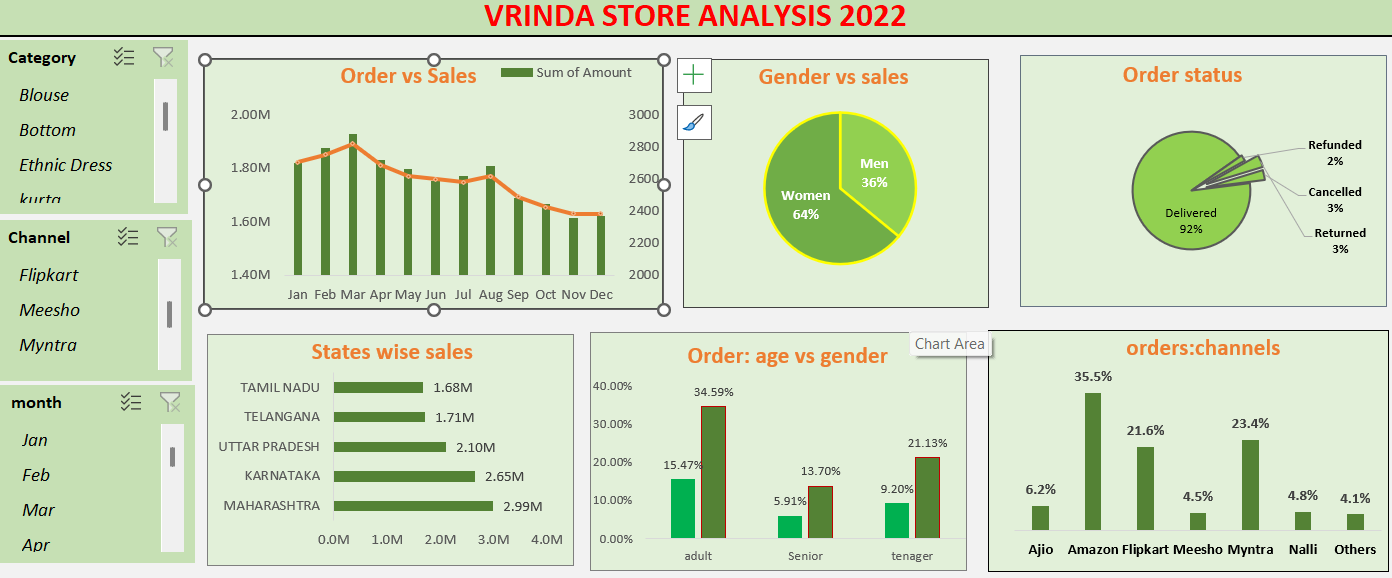 VRINDA STORE ANALYSIS 2022
Category
Blouse
Bottom
Ethnic Dress
kurta
Channel
Flipkart
Meesho
Myntra
month
Jan
Feb
Mar
Apr
Order vs Sales
Sum of Amount
2.00M
1.80M
1.60M
1.40M
3000
2800
2600
2400
2200
2000
Jan Feb Mar Apr May Jun Jul Aug Sep Oct Nov Dec
Gender vs sales
Men
36%
Women
64%
Order status
Refunded
2%
Cancelled
3%
Returned
3%
Delivered
92%
States wise sales
TAMIL NADU 1.68M
TELANGANA 1.71M
UTTAR PRADESH 2.10M
KARNATAKA 2.65M
MAHARASHTRA 2.99M
0.0M 1.0M 2.0M 3.0M 4.0M
Chart Area
Order: age vs gender
40.00%
30.00%
20.00%
10.00%
0.00%
15.47% 34.59%
5.91% 13.70%
9.20% 21.13%
adult Senior tenager
orders:channels
6.2% 35.5% 21.6% 4.5% 23.4% 4.8% 4.1%
Ajio Amazon Flipkart Meesho Myntra Nalli Others